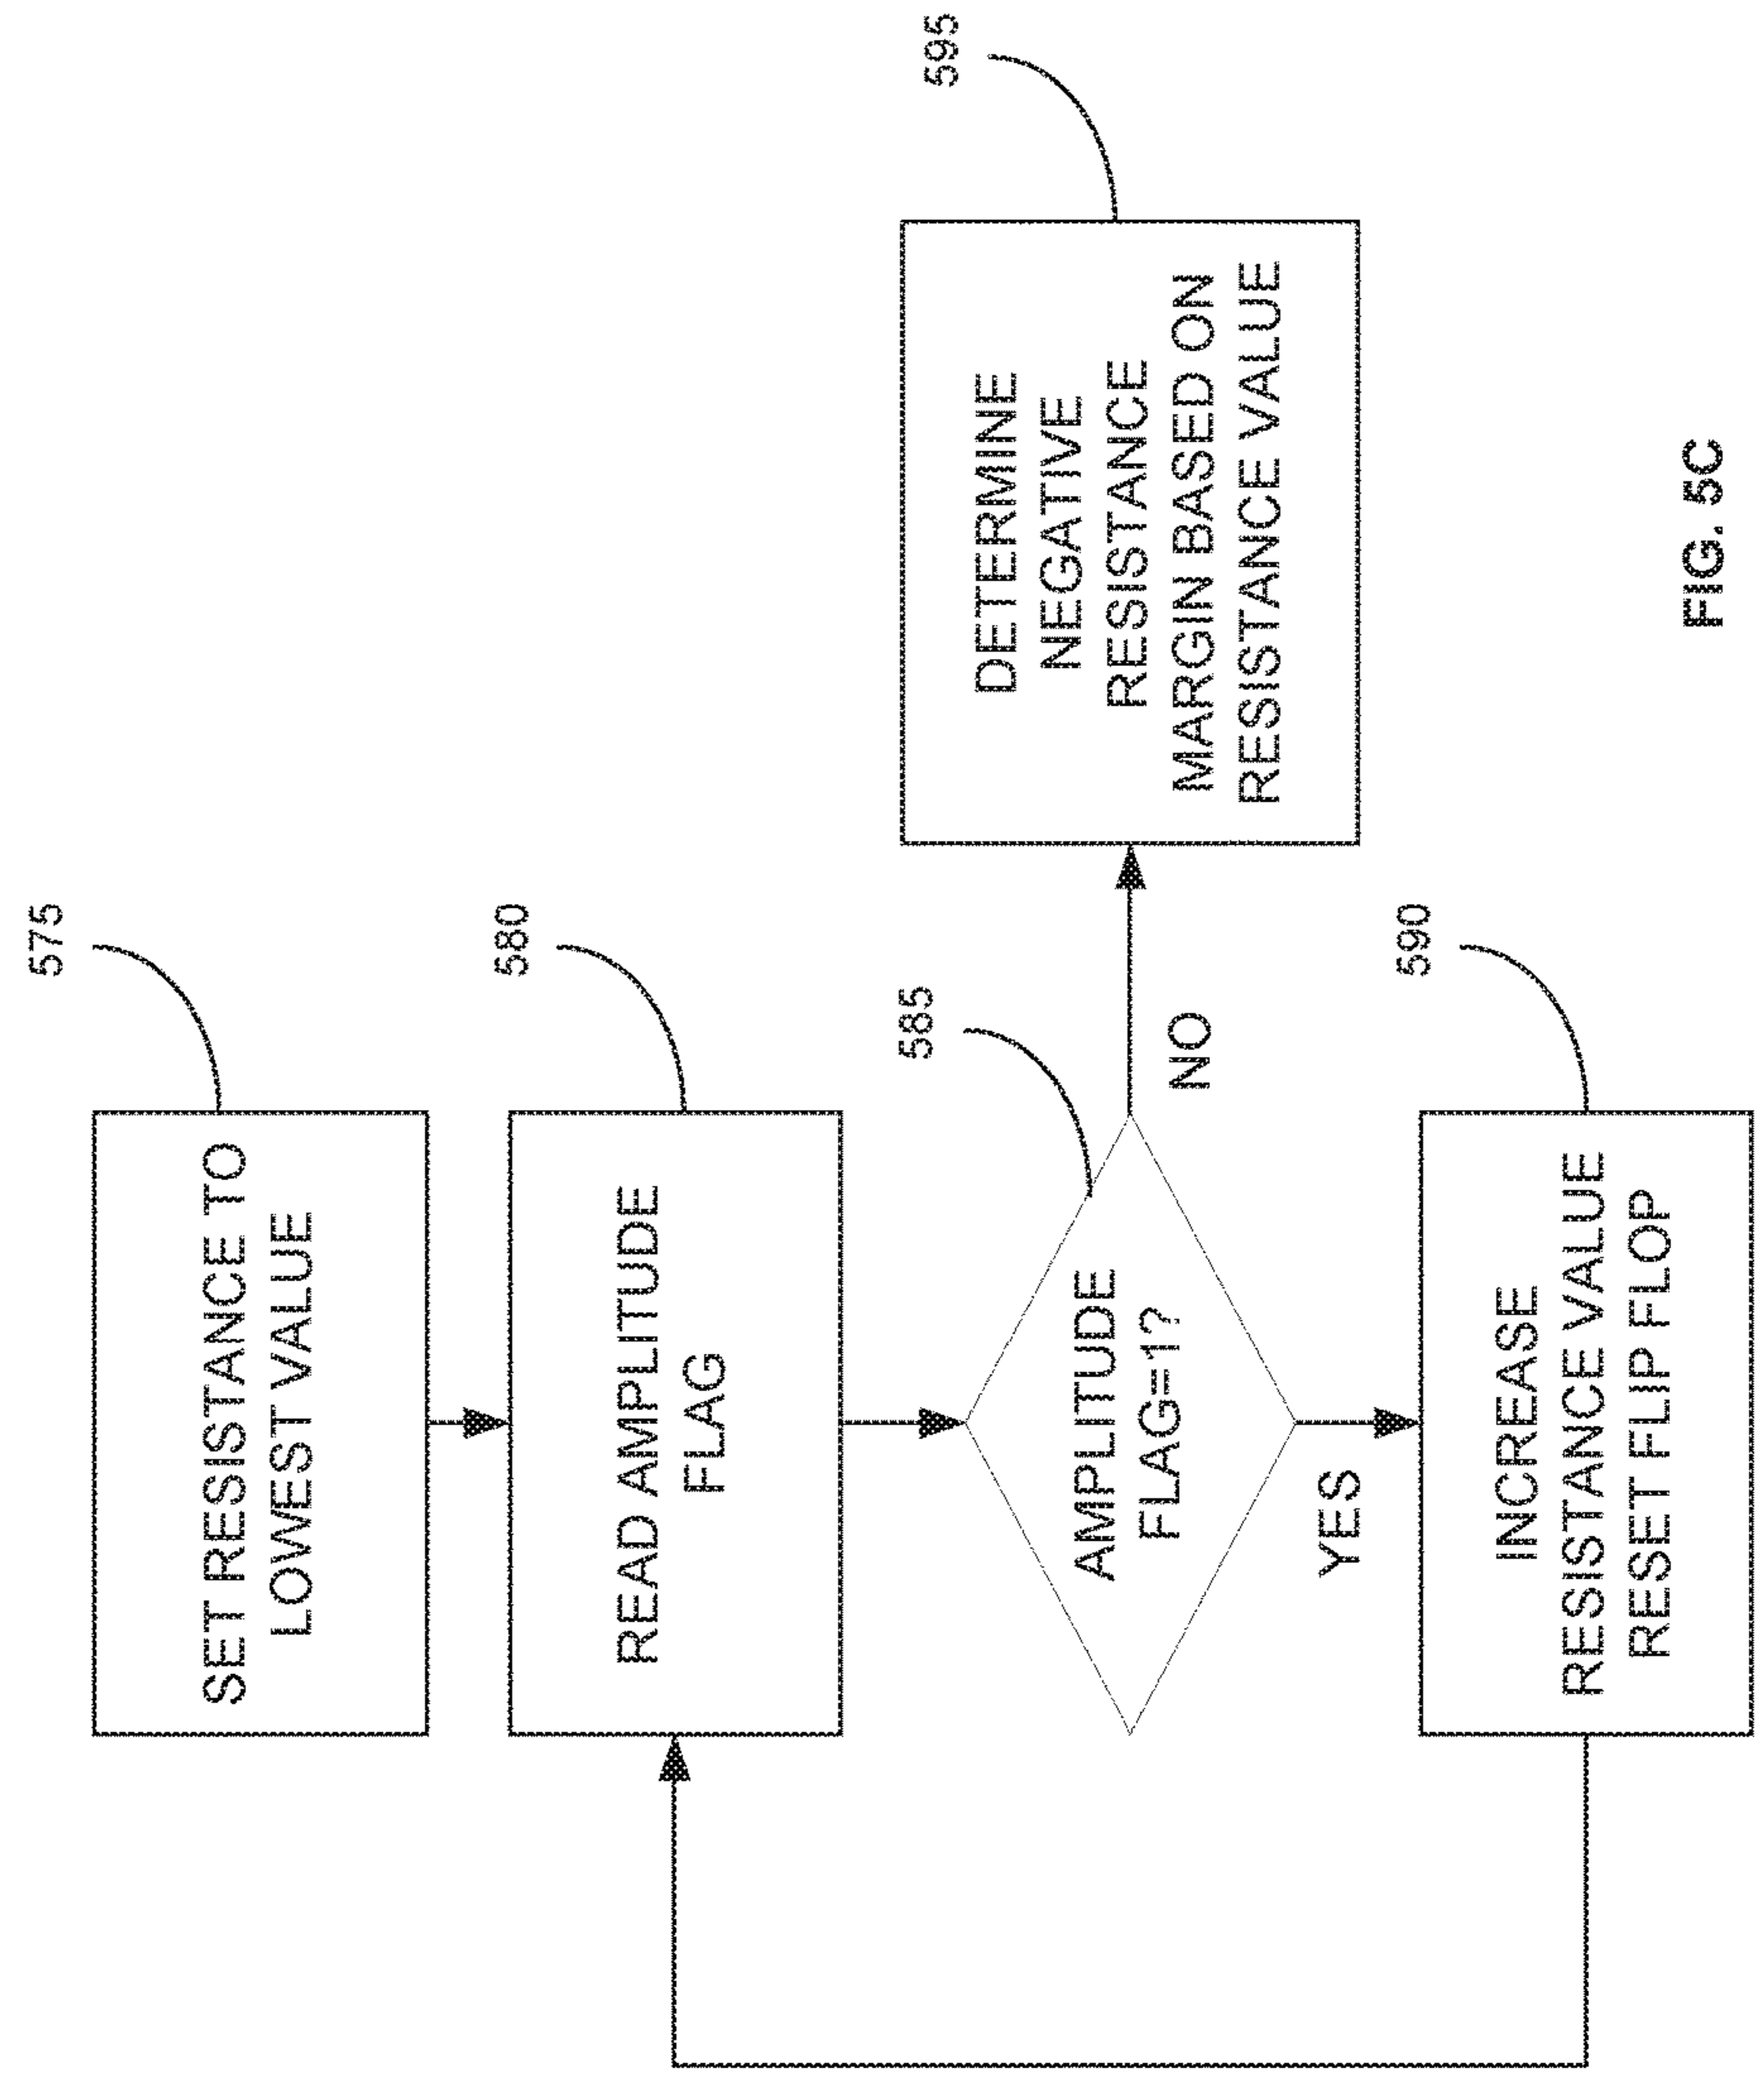 575
SET RESISTANCE TO
LOWEST VALUE
580
READ AMPLITUDE
FLAG
585
AMPLITUDE
FLAG=1?
NO
YES
595
DETERMINE
NEGATIVE
RESISTANCE
MARGIN BASED ON
RESISTANCE VALUE
590
INCREASE
RESISTANCE VALUE
RESET FLIP FLOP
FIG. 5C